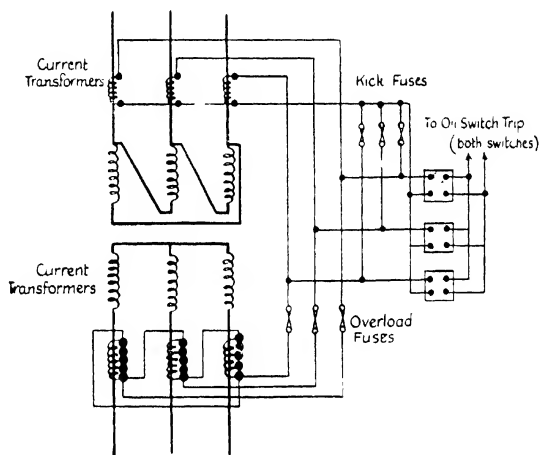 Current
Transformers
Kick Fuses
To Oil Switch Trip
(both switches)
Current
Transformers
Overload
Fuses